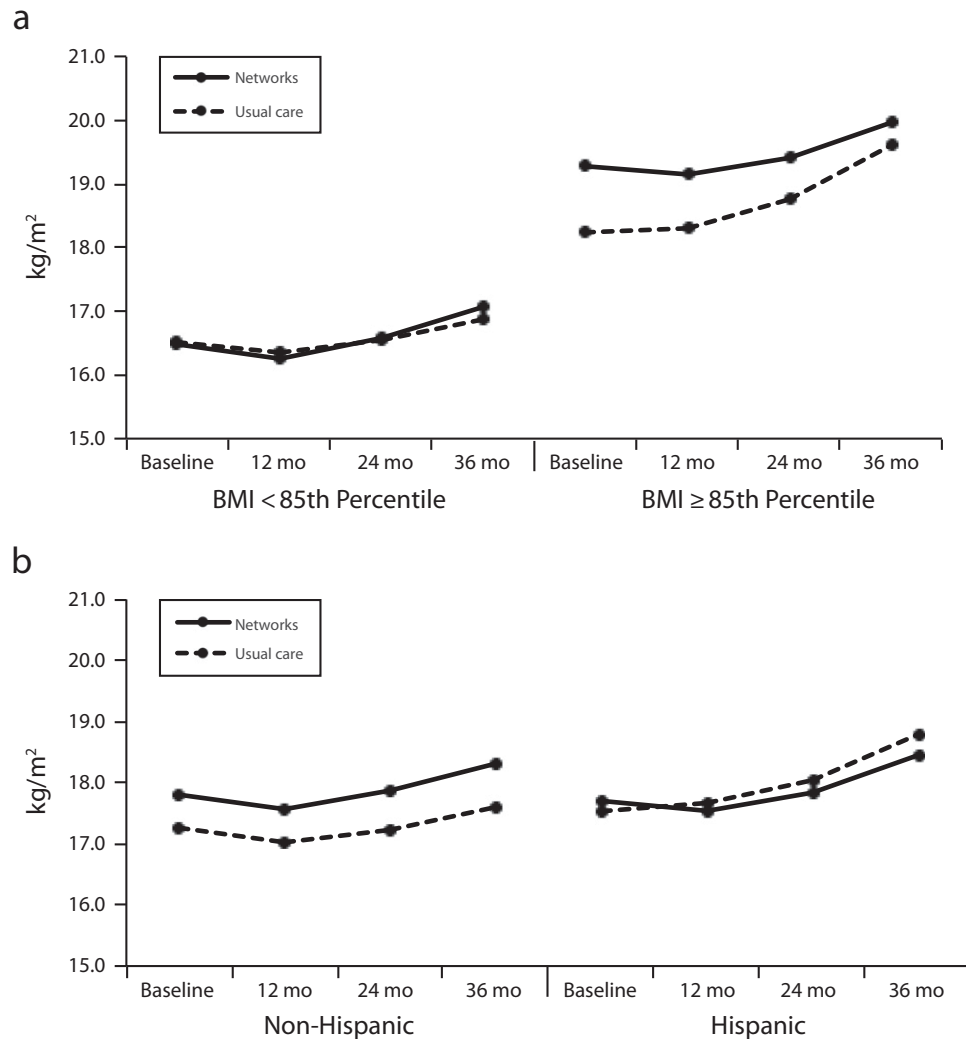 a
21.0
Networks
Usual care
20.0
19.0
18.0
17.0
16.0
15.0
kg/m²
Baseline 12 mo 24 mo 36 mo Baseline 12 mo 24 mo 36 mo
BMI < 85th Percentile BMI ≥ 85th Percentile
b
21.0
Networks
Usual care
20.0
19.0
18.0
17.0
16.0
15.0
kg/m²
Baseline 12 mo 24 mo 36 mo Baseline 12 mo 24 mo 36 mo
Non-Hispanic Hispanic